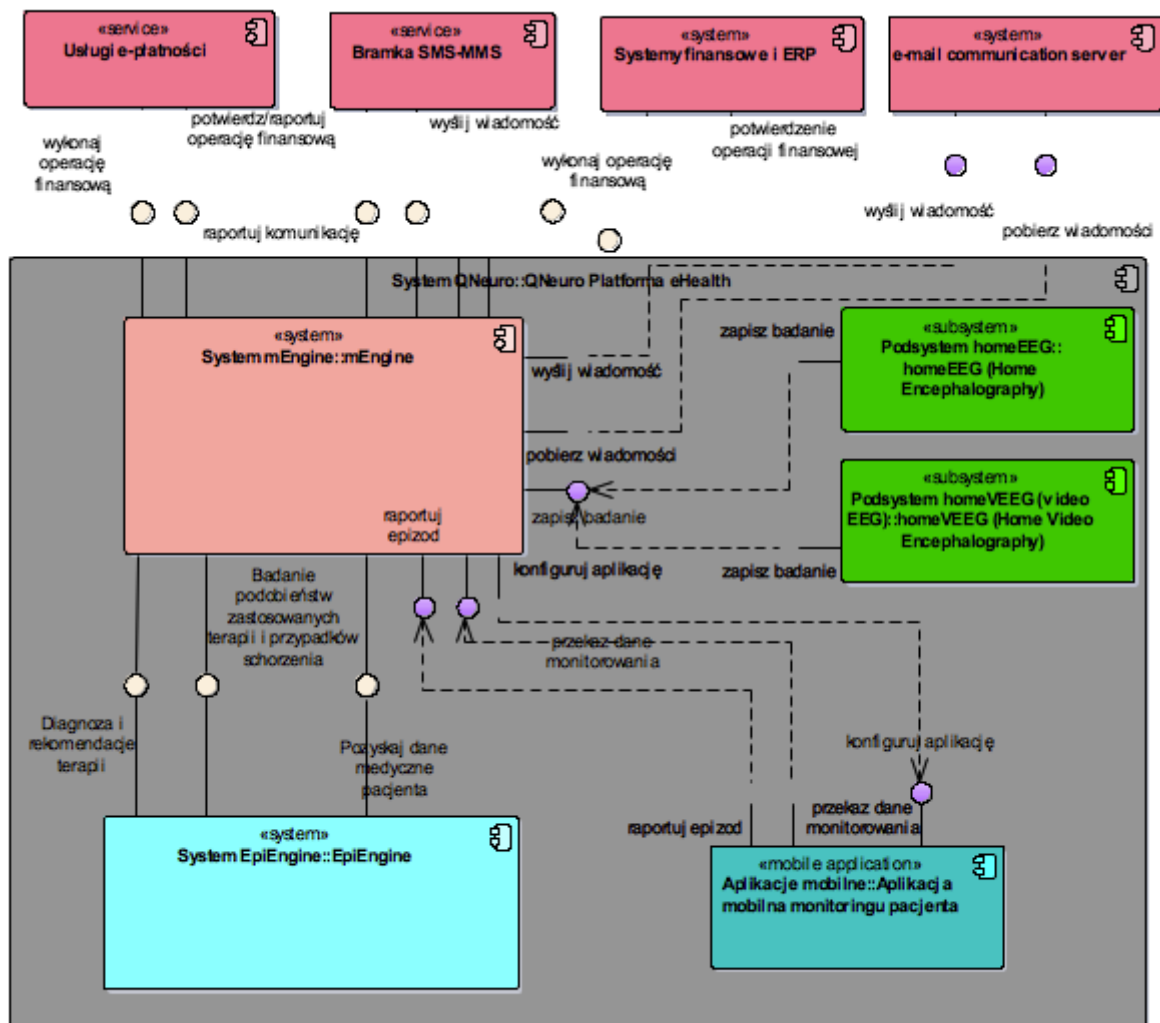 «service»
Usługi e-płatności
«service»
Bramka SMS-MMS
«system»
Systemy finansowe i ERP
«system»
e-mail communication server
wykonaj
operację
finansową
potwierdz/raportuj
operację finansową
wyślij wiadomość
wykonaj operację
finansową
potwierdzenie
operacji finansowej
wyślij wiadomość
pobierz wiadomości
raportuj komunikację
System QNeuro::QNeuro Platforma eHealth
«system»
System mEngine::mEngine
wyślij wiadomość
pobierz wiadomości
zapisz badanie
«subsystem»
Podsystem homeEEG::
homeEEG (Home
Encephalography)
«subsystem»
Podsystem homeVEEG (video
EEG)::homeVEEG (Home Video
Encephalography)
zapisz badanie
zapisz badanie
raportuj
epizod
konfiguruj aplikację
Badanie
podobieństw
zastosowanych
terapii i przypadków
schorzenia
przekaz dane
monitorowania
Diagnoza i
rekomendacje
terapii
Pozyskaj dane
medyczne
pacjenta
konfiguruj aplikację
raportuj epizod
przekaz dane
monitorowania
«system»
System EpiEngine::EpiEngine
«mobile application»
Aplikacje mobilne::Aplikacja
mobilna monitoringu pacjenta